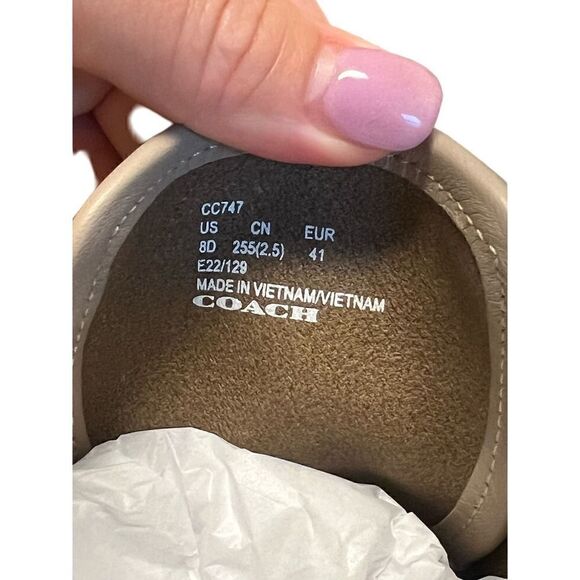 CC747
US CN EUR
8D 255(2.5) 41
E22/129
MADE IN VIETNAM/VIETNAM
COACH